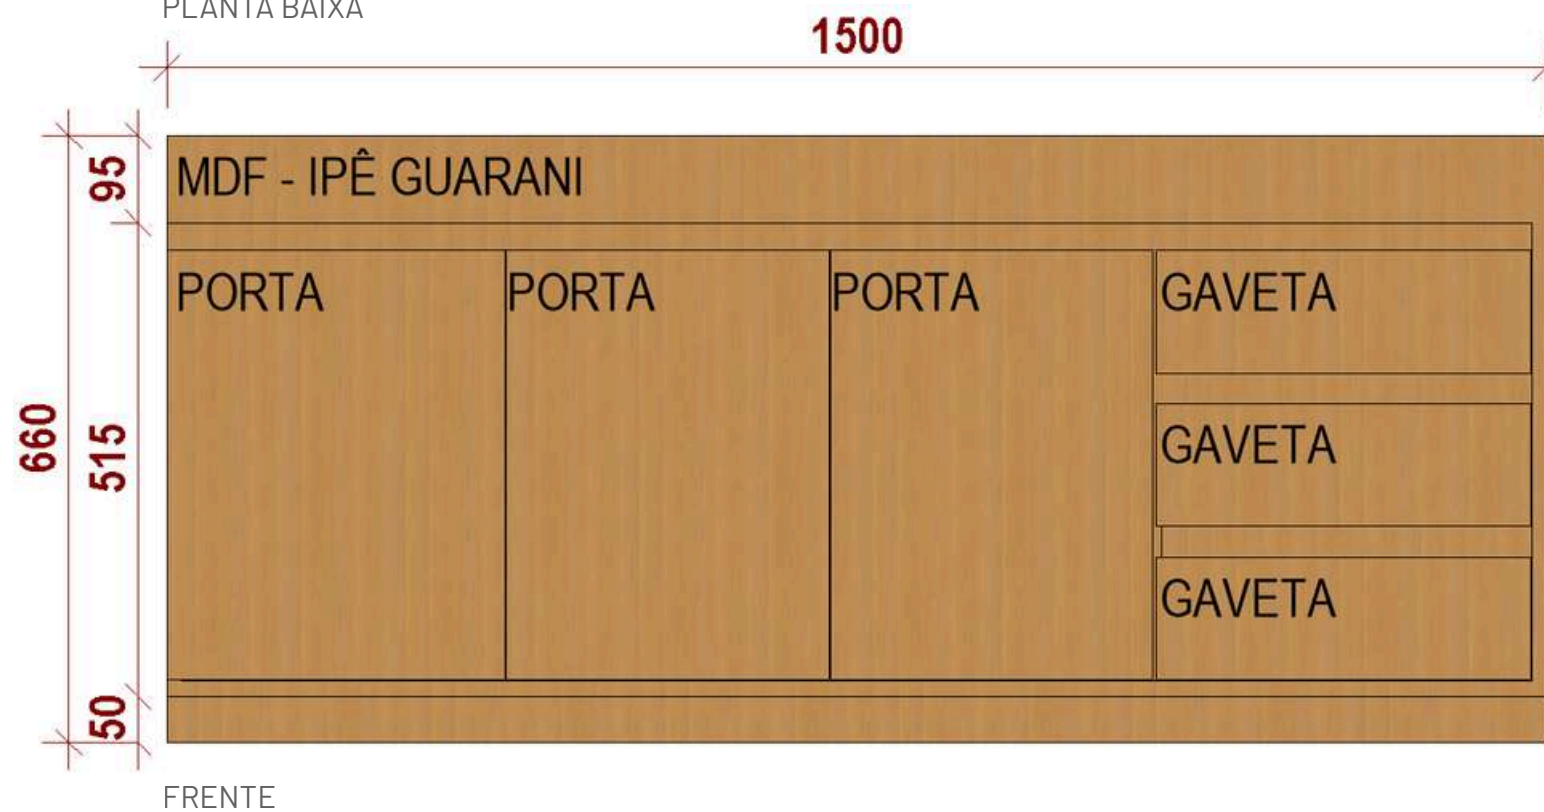 PLANTA BAIXA
1500
95
MDF - IPÊ GUARANI
PORTA
PORTA
PORTA
GAVETA
660
515
GAVETA
GAVETA
50
FRENTE